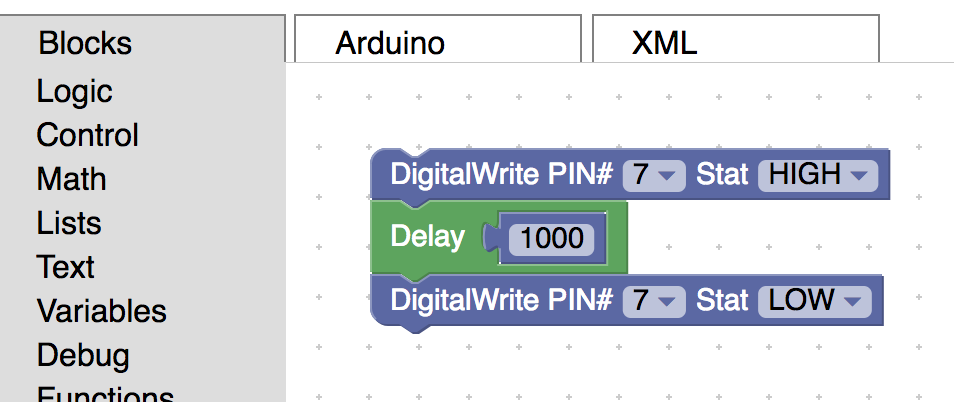 Blocks
Arduino
XML
Logic
Control
Math
Lists
Text
Variables
Debug
Functions
DigitalWrite PIN# 7 Stat HIGH
Delay 1000
DigitalWrite PIN# 7 Stat LOW